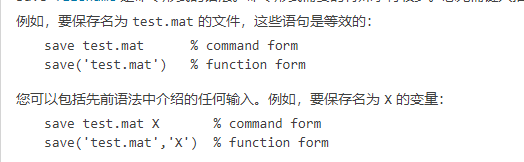 例如，要保存名为 test.mat 的文件，这些语句是等效的：
save test.mat % command form
save('test.mat') % function form
您可以包括先前语法中介绍的任何输入。例如，要保存名为 X 的变量：
save test.mat X % command form
save('test.mat','X') % function form